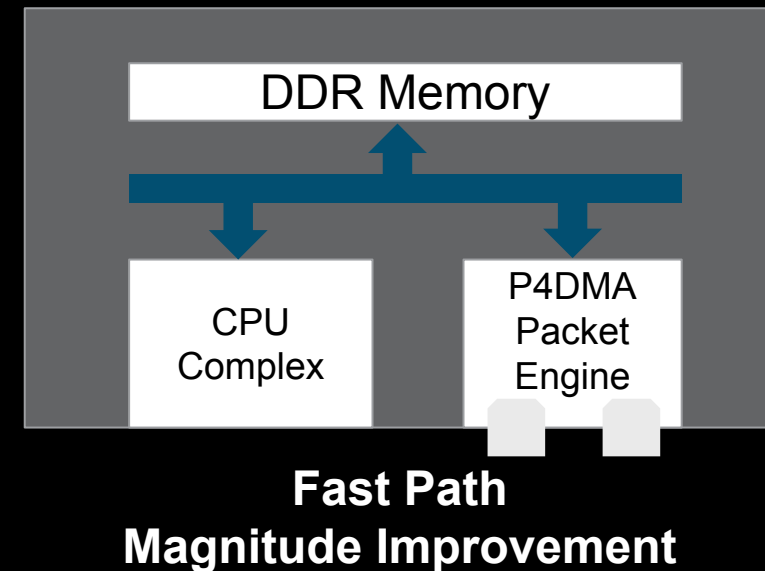 DDR Memory
CPU
Complex
P4DMA
Packet
Engine
Fast Path
Magnitude Improvement